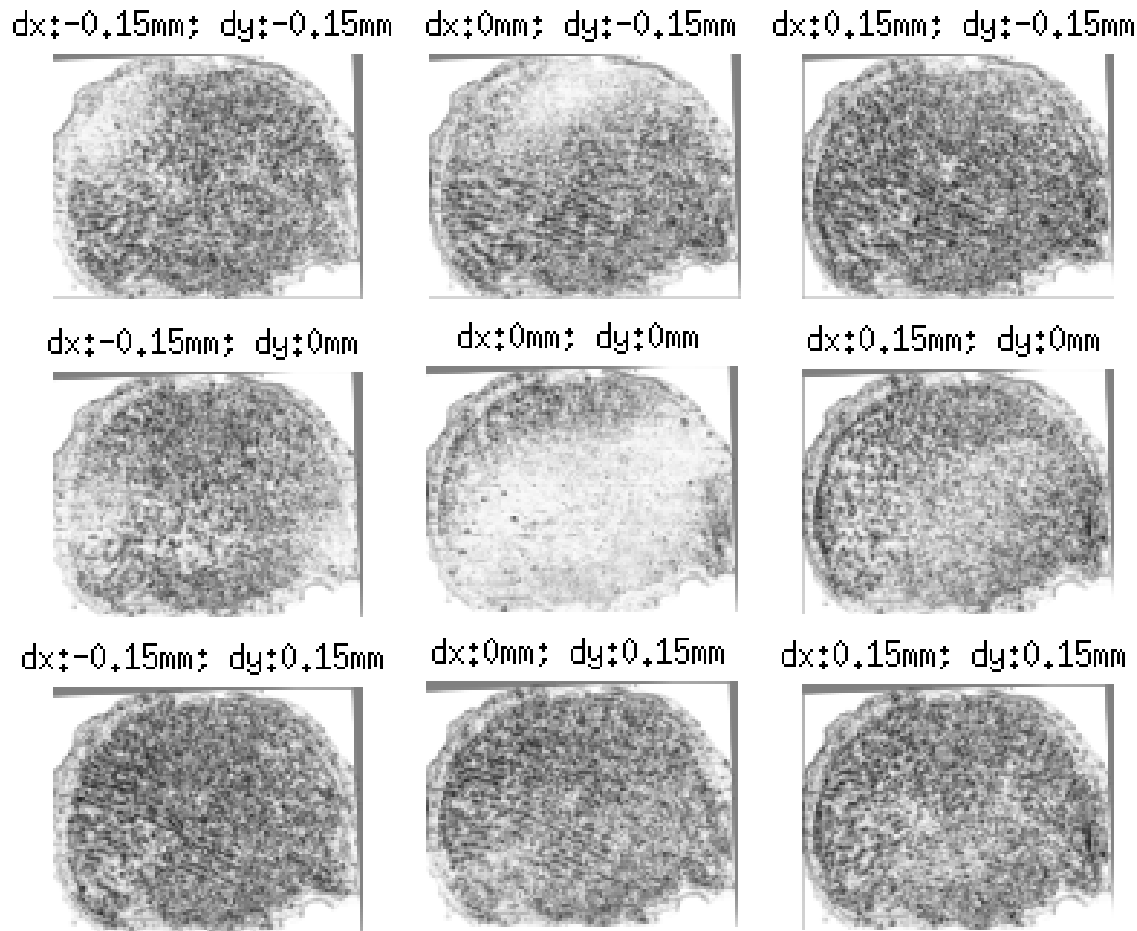 dx:-0.15mm; dy:-0.15mm
dx:0mm; dy:-0.15mm
dx:0.15mm; dy:-0.15mm
dx:-0.15mm; dy:0mm
dx:0mm; dy:0mm
dx:0.15mm; dy:0mm
dx:-0.15mm; dy:0.15mm
dx:0mm; dy:0.15mm
dx:0.15mm; dy:0.15mm